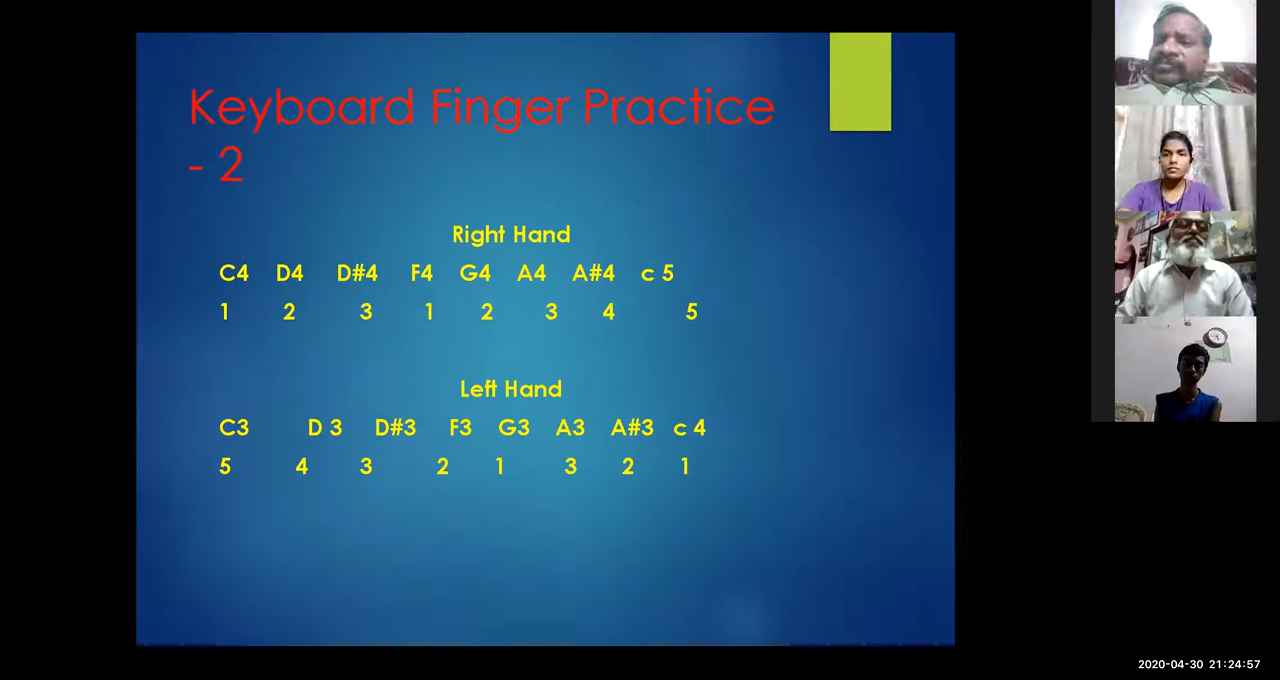 Keyboard Finger Practice
- 2
Right Hand
C4 D4 D#4 F4 G4 A4 A#4 c 5
1 2 3 1 2 3 4 5
Left Hand
C3 D 3 D#3 F3 G3 A3 A#3 c 4
5 4 3 2 1 3 2 1
2020-04-30 21:24:57